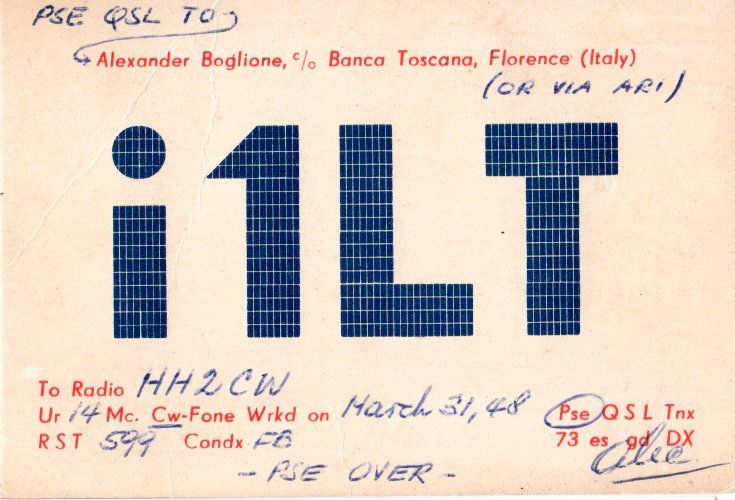 PSE QSL TO
Alexander Boglione, c/o Banca Toscana, Florence (Italy)
(OR VIA ARI)
i1LT
To Radio HH2CW
Ur 14 Mc. Cw-Fone Wrkd on March 31, 48 Pse QSL Tnx
RST 599 Condx FB 73 es gd DX
Alec
- PSE OVER -